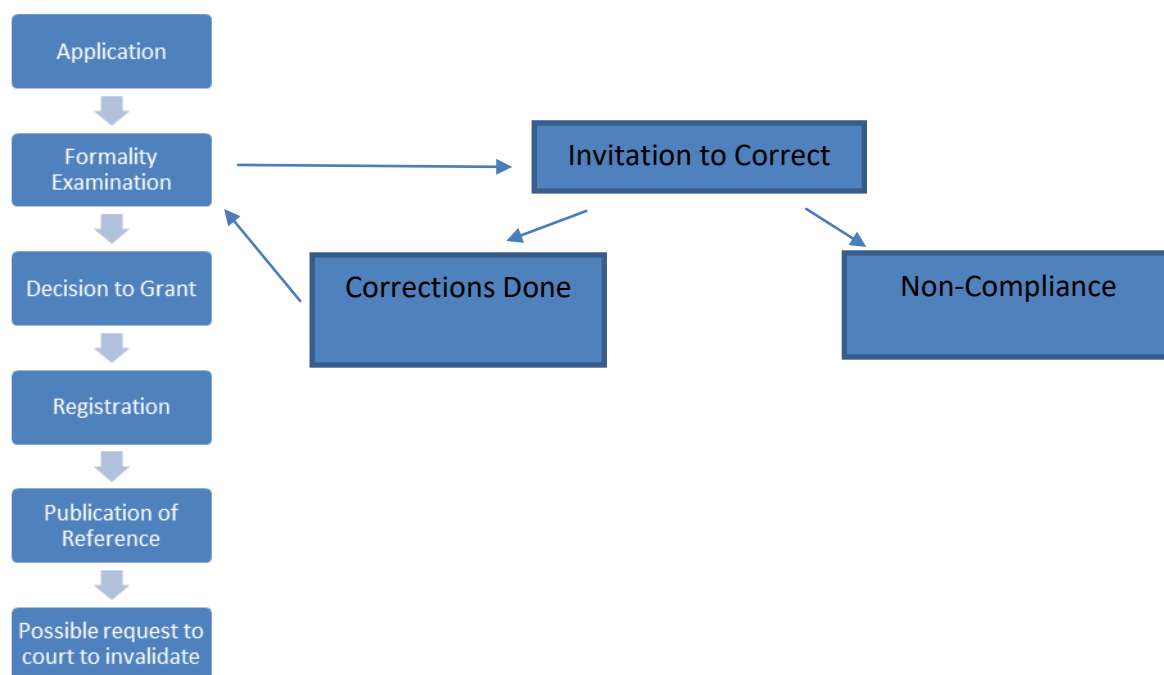 Application
Formality
Examination
Invitation to Correct
Corrections Done
Non-Compliance
Decision to Grant
Registration
Publication of
Reference
Possible request to
court to invalidate